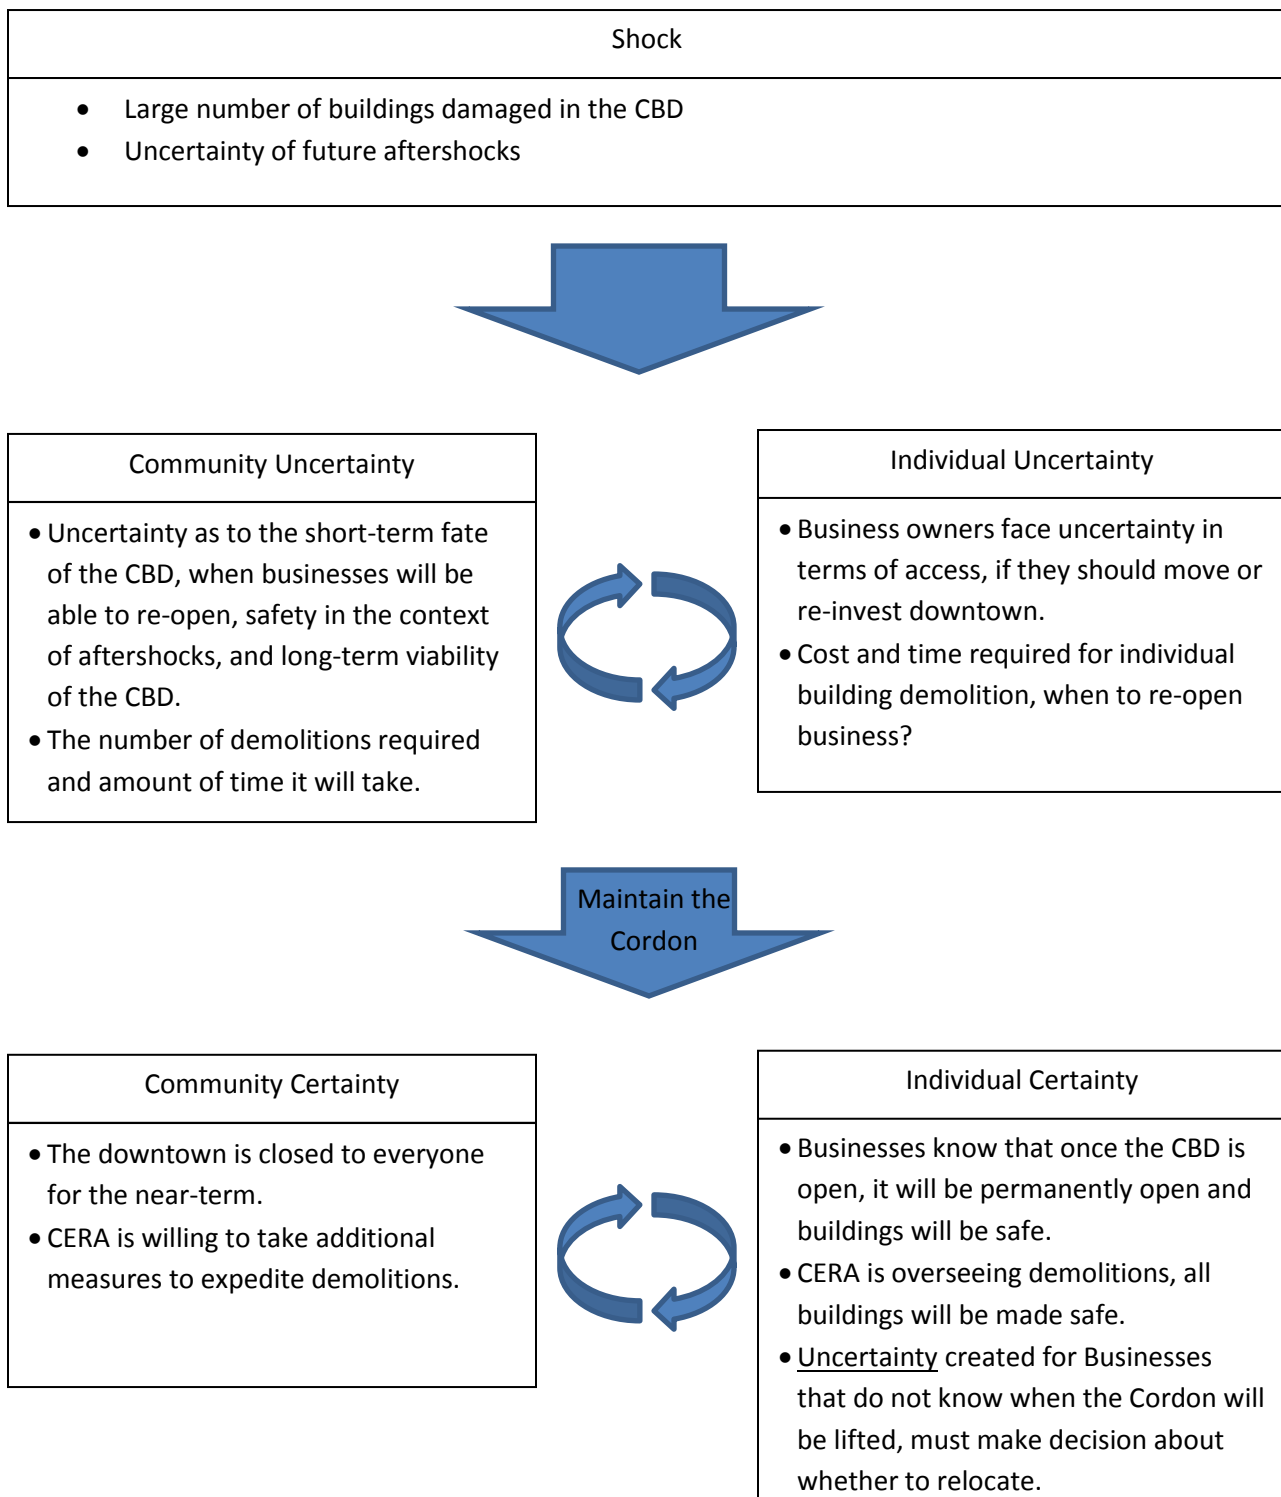 Shock
• Large number of buildings damaged in the CBD
• Uncertainty of future aftershocks
Community Uncertainty
• Uncertainty as to the short-term fate
of the CBD, when businesses will be
able to re-open, safety in the context
of aftershocks, and long-term viability
of the CBD.
• The number of demolitions required
and amount of time it will take.
Individual Uncertainty
• Business owners face uncertainty in
terms of access, if they should move or
re-invest downtown.
• Cost and time required for individual
building demolition, when to re-open
business?
Maintain the
Cordon
Community Certainty
• The downtown is closed to everyone
for the near-term.
• CERA is willing to take additional
measures to expedite demolitions.
Individual Certainty
• Businesses know that once the CBD is
open, it will be permanently open and
buildings will be safe.
• CERA is overseeing demolitions, all
buildings will be made safe.
• Uncertainty created for Businesses
that do not know when the Cordon will
be lifted, must make decision about
whether to relocate.